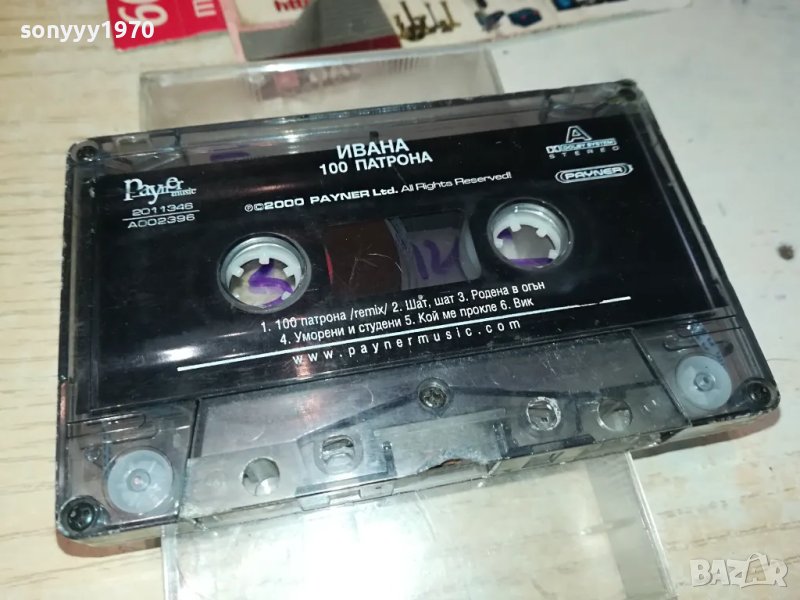 sonyyy1970
ИВАНА
100 ПАТРОНА
Payner
music
2011346
A002396
℗©2000 PAYNER Ltd. All Rights Reserved!
A
DOLBY SYSTEM
STEREO
PAYNER
12
1. 100 патрона /remix/ 2. Шат, шат 3. Родена в огън
4. Уморени и студени 5. Кой ме прокле 6. Вик
www.paynermusic.com
BAZAR